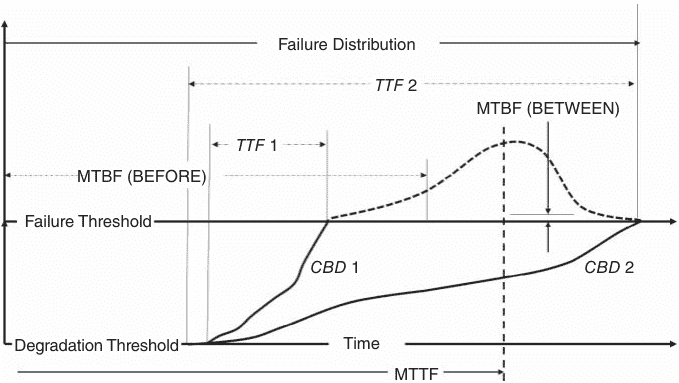 Failure Distribution
TTF 2
MTBF (BETWEEN)
TTF 1
MTBF (BEFORE)
Failure Threshold
CBD 1
CBD 2
Degradation Threshold
Time
MTTF